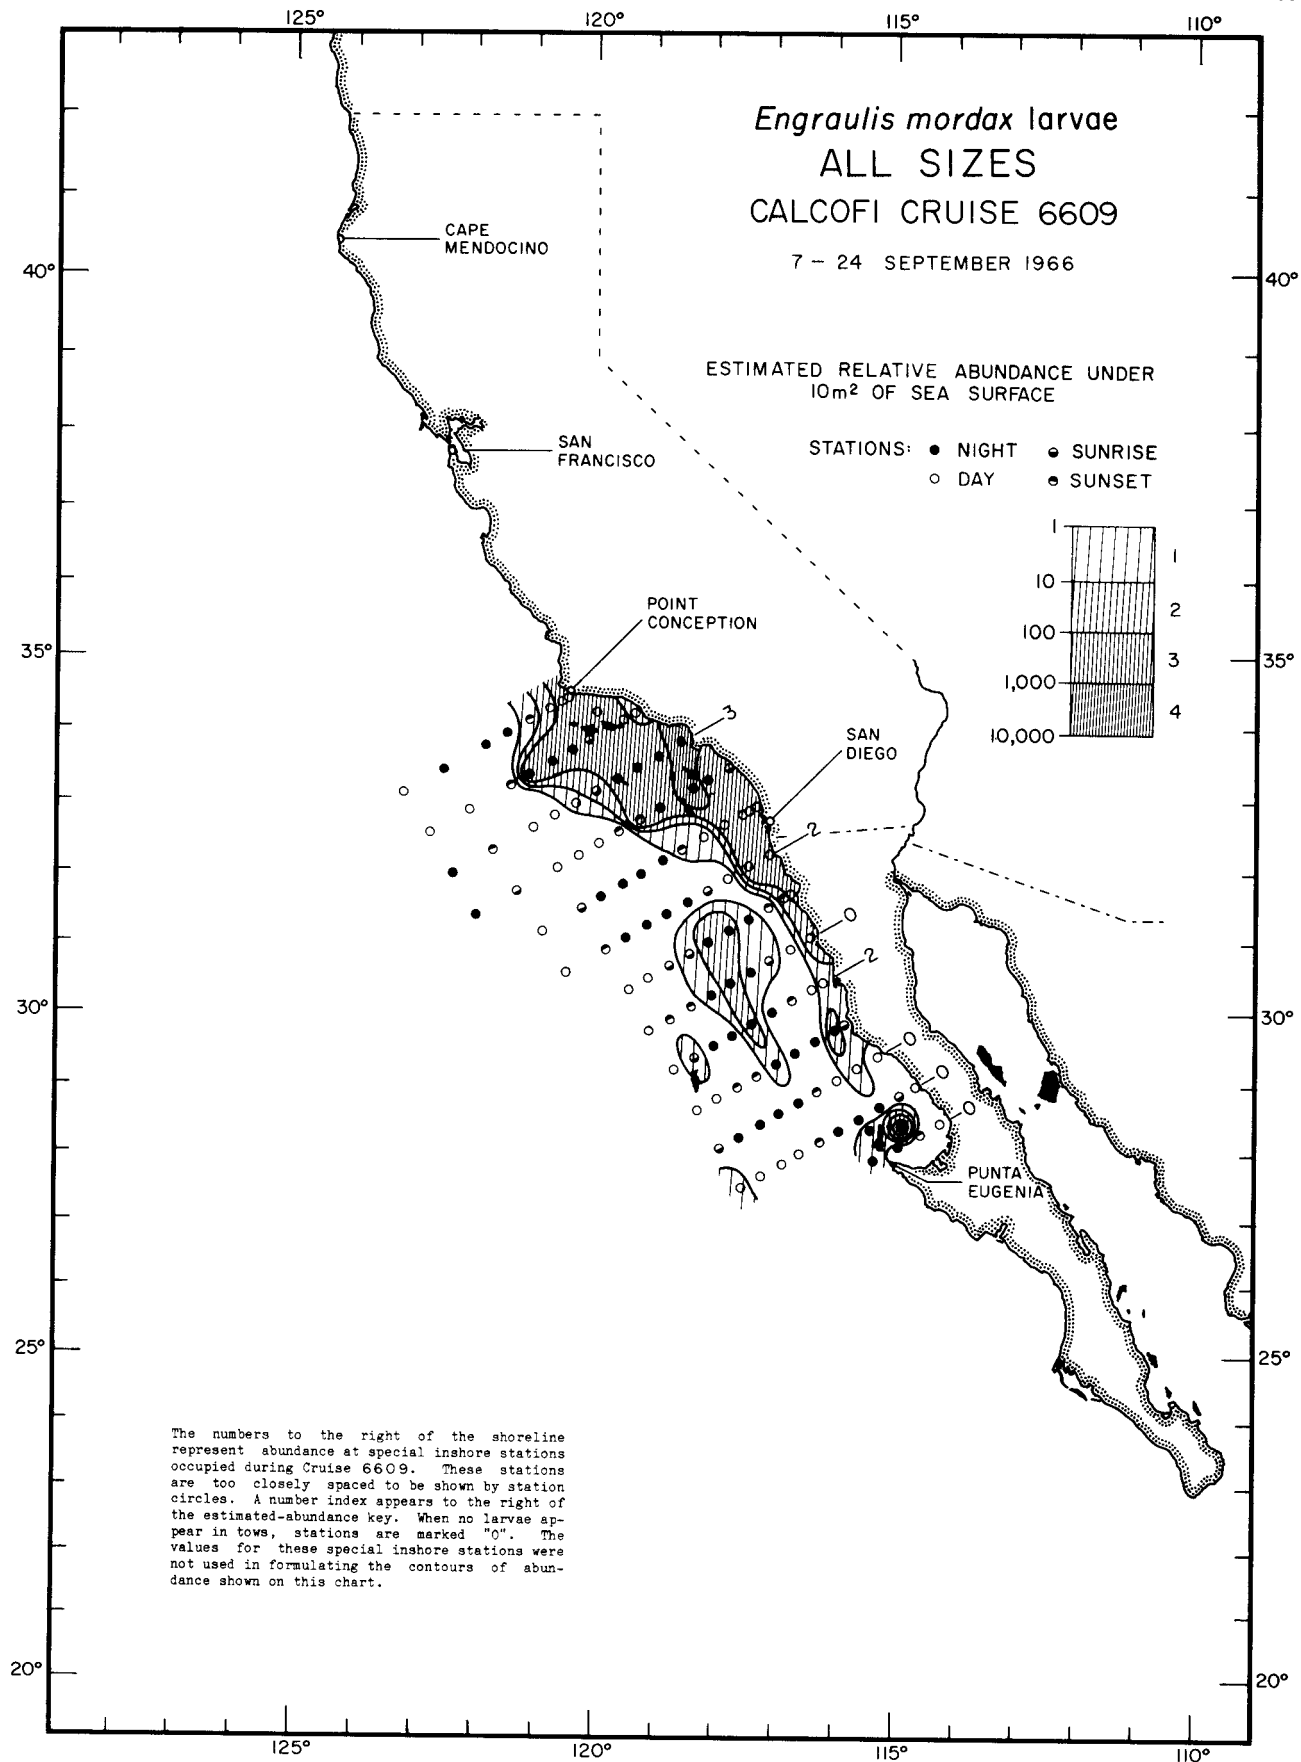 125°
120°
115°
110°
Engraulis mordax larvae
ALL SIZES
CALCOFI CRUISE 6609
7 – 24 SEPTEMBER 1966
CAPE
MENDOCINO
40°
40°
ESTIMATED RELATIVE ABUNDANCE UNDER
10m² OF SEA SURFACE
SAN
FRANCISCO
STATIONS: ● NIGHT SUNRISE
○ DAY SUNSET
1
1
10
2
100
3
1,000
4
10,000
POINT
CONCEPTION
35°
35°
3
SAN
DIEGO
2
0
2
30°
30°
0
0
0
PUNTA
EUGENIA
25°
25°
The numbers to the right of the shoreline
represent abundance at special inshore stations
occupied during Cruise 6609. These stations
are too closely spaced to be shown by station
circles. A number index appears to the right of
the estimated-abundance key. When no larvae ap-
pear in tows, stations are marked "0". The
values for these special inshore stations were
not used in formulating the contours of abun-
dance shown on this chart.
20°
20°
125°
120°
115°
110°